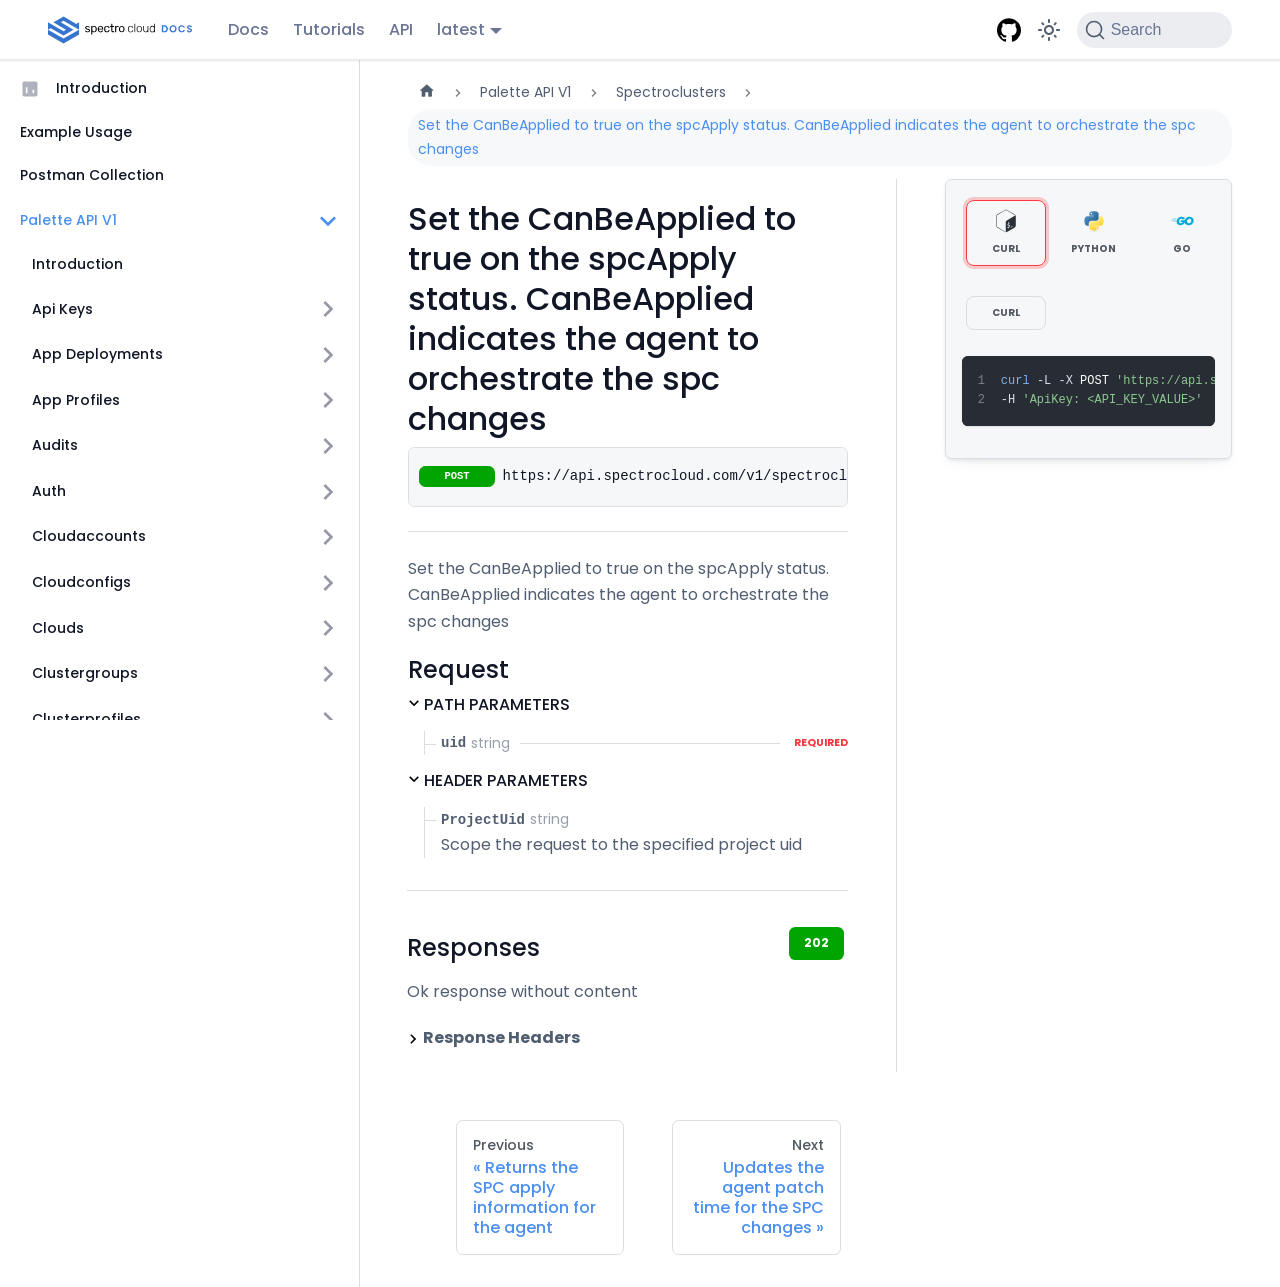 spectro cloud DOCS
Docs
Tutorials
API
latest
Search
Introduction
Example Usage
Postman Collection
Palette API V1
Introduction
Api Keys
App Deployments
App Profiles
Audits
Auth
Cloudaccounts
Cloudconfigs
Clouds
Clustergroups
Clusterprofiles
Palette API V1
Spectroclusters
Set the CanBeApplied to true on the spcApply status. CanBeApplied indicates the agent to orchestrate the spc
changes
Set the CanBeApplied to
true on the spcApply
status. CanBeApplied
indicates the agent to
orchestrate the spc
changes
POST https://api.spectrocloud.com/v1/spectrocl
Set the CanBeApplied to true on the spcApply status.
CanBeApplied indicates the agent to orchestrate the
spc changes
Request
PATH PARAMETERS
uid string REQUIRED
HEADER PARAMETERS
ProjectUid string
Scope the request to the specified project uid
Responses
202
Ok response without content
Response Headers
CURL
PYTHON
GO
CURL
1 curl -L -X POST 'https://api.s
2 -H 'ApiKey: <API_KEY_VALUE>'
Previous
« Returns the
SPC apply
information for
the agent
Next
Updates the
agent patch
time for the SPC
changes »